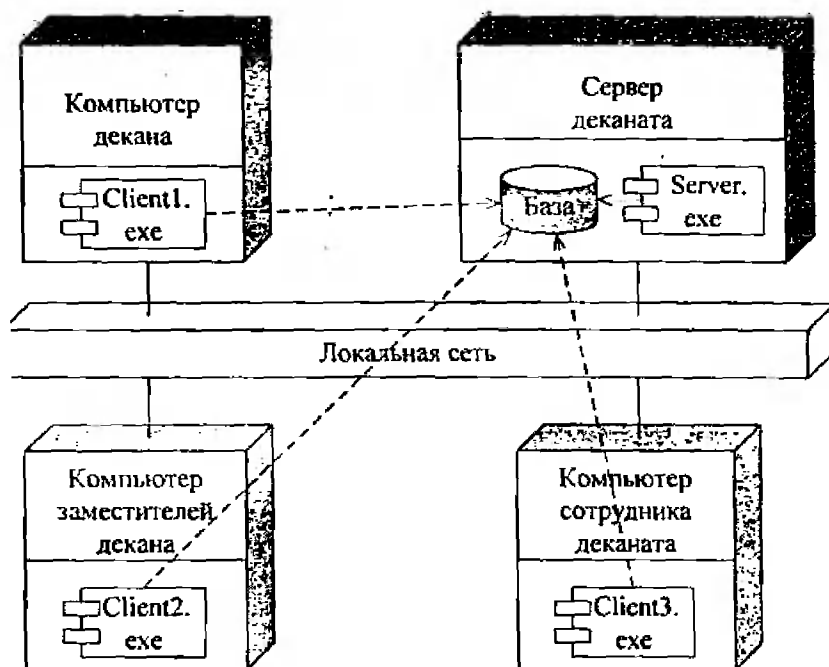 Компьютер
декана
Client1.
exe
Сервер
деканата
База
Server.
exe
Локальная сеть
Компьютер
заместителей
декана
Client2.
exe
Компьютер
сотрудника
деканата
Client3.
exe